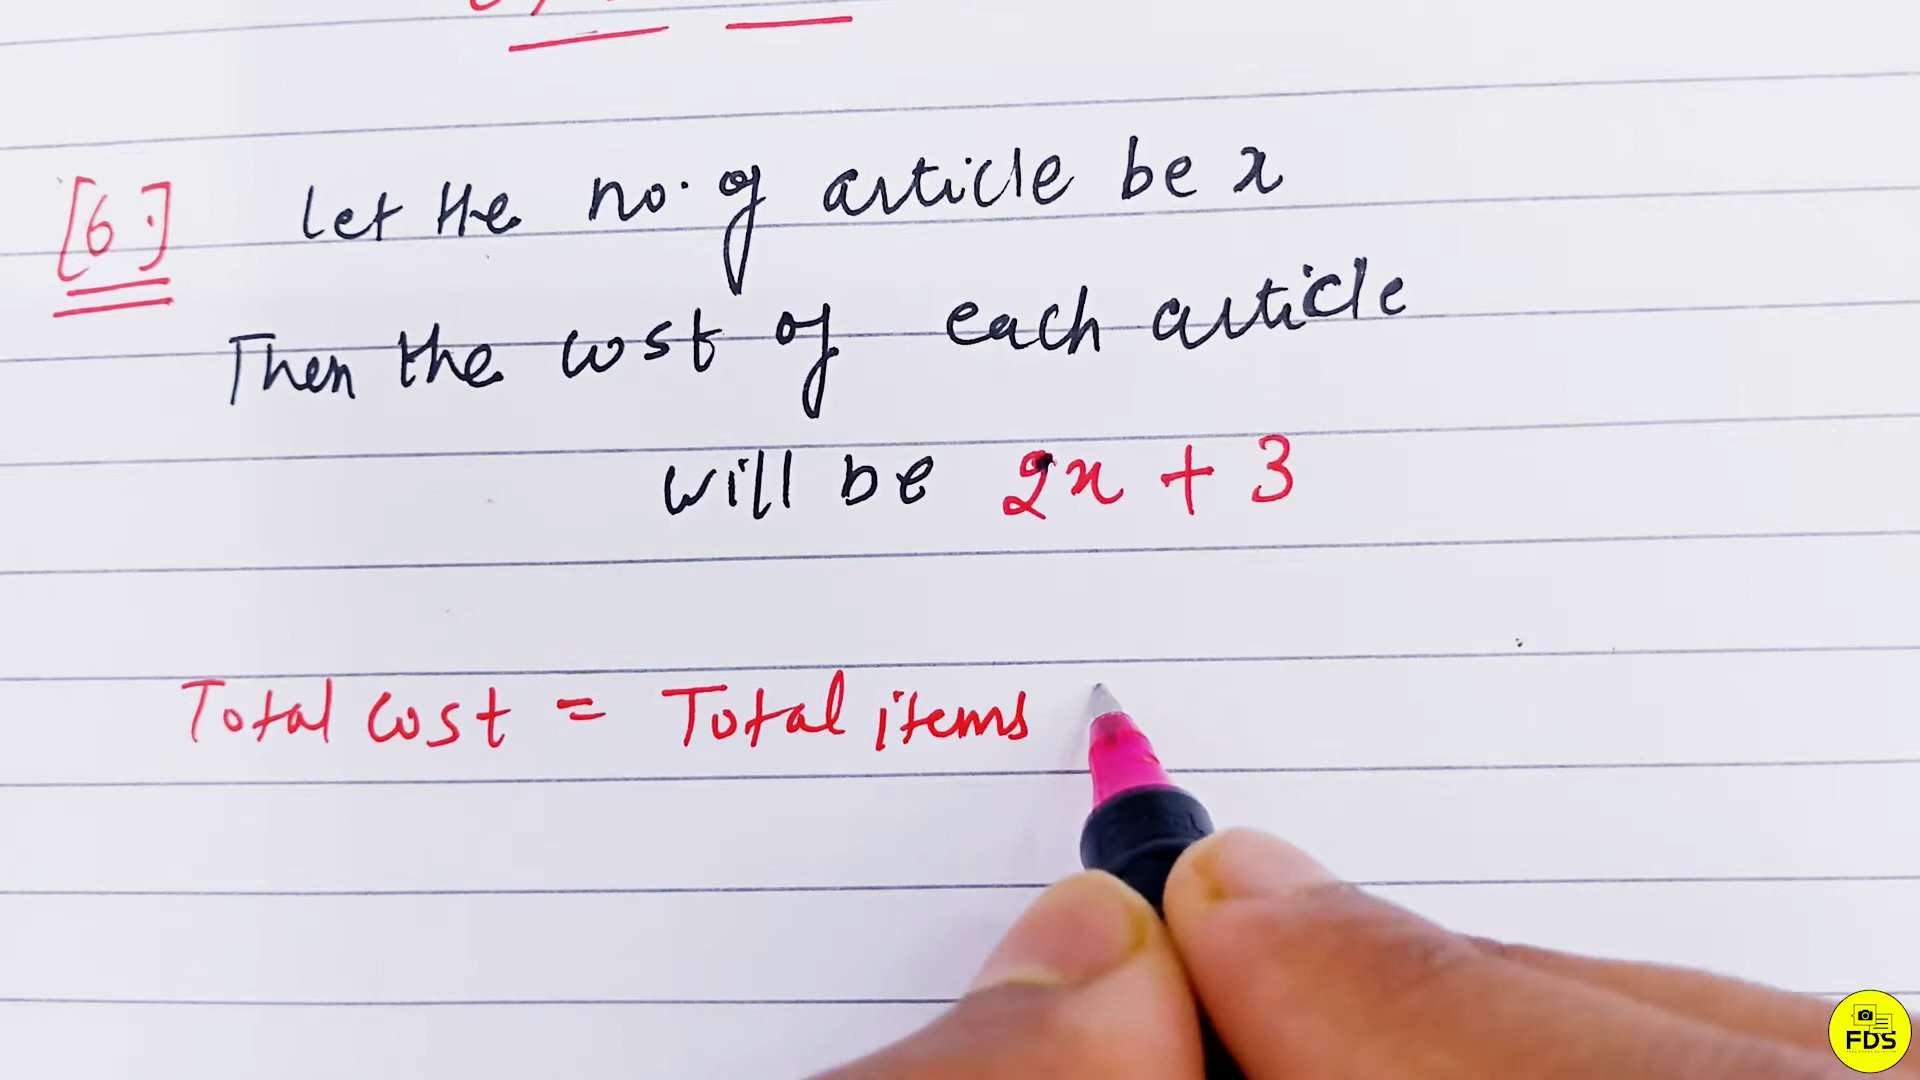 [6.] Let the no. of article be x
Then the cost of each article
will be 2x + 3
Total cost = Total items
FDS